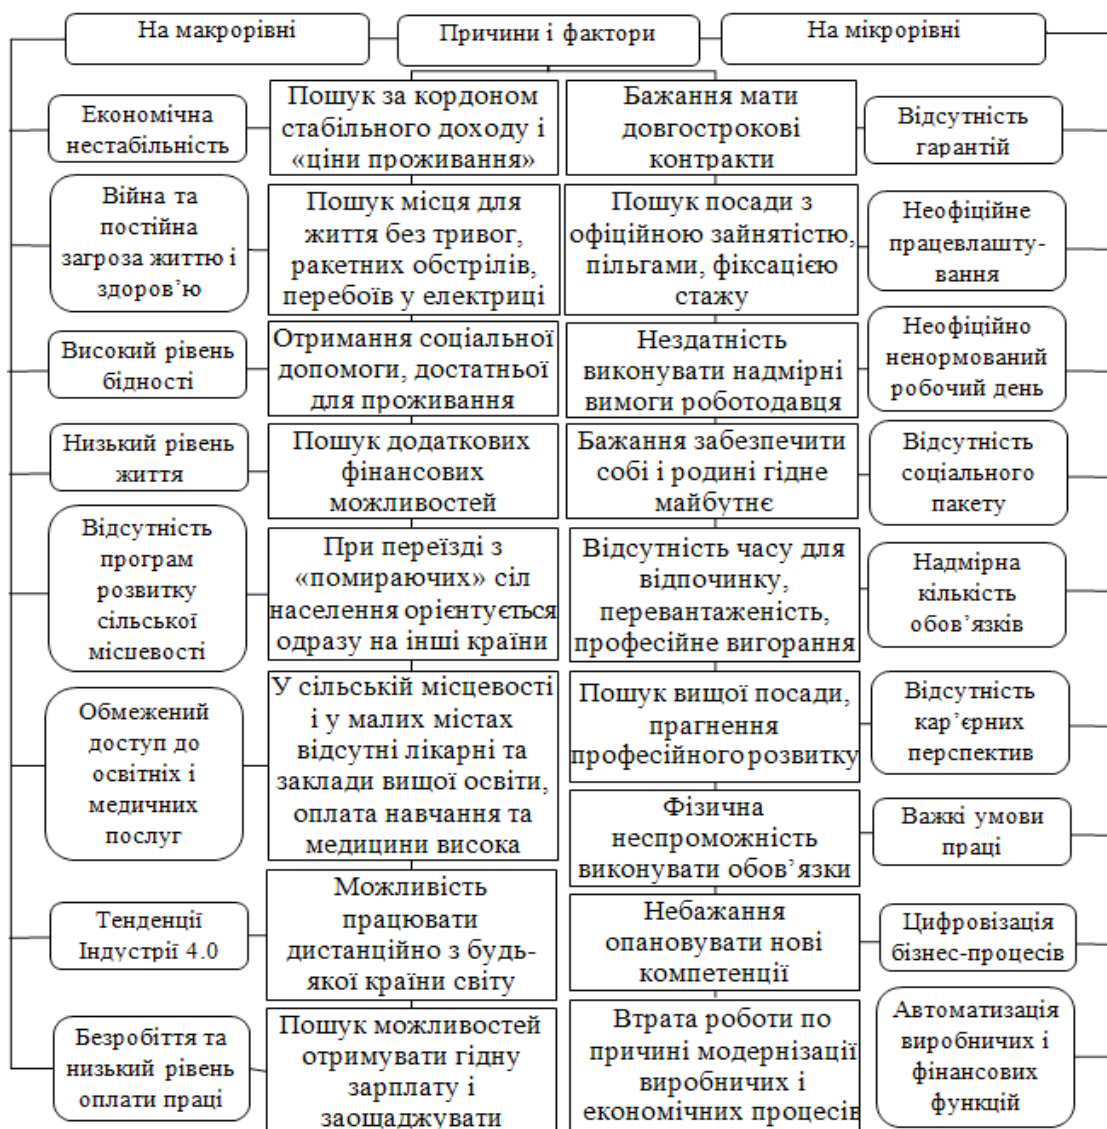 На макрорівні
Причини і фактори
На мікрорівні
Економічна
нестабільність
Пошук за кордоном
стабільного доходу і
«ціни проживання»
Бажання мати
довгострокові
контракти
Відсутність
гарантій
Війна та
постійна
загроза життю і
здоров’ю
Пошук місця для
життя без тривог,
ракетних обстрілів,
перебоїв у електриці
Пошук посади з
офіційною зайнятістю,
пільгами, фіксацією
стажу
Неофіційне
працевлашту-
вання
Високий рівень
бідності
Отримання соціальної
допомоги, достатньої
для проживання
Нездатність
виконувати надмірні
вимоги роботодавця
Неофіційно
ненормований
робочий день
Низький рівень
життя
Пошук додаткових
фінансових
можливостей
Бажання забезпечити
собі і родині гідне
майбутнє
Відсутність
соціального
пакету
Відсутність
програм
розвитку
сільської
місцевості
При переїзді з
«помираючих» сіл
населення орієнтується
одразу на інші країни
Відсутність часу для
відпочинку,
перевантаженість,
професійне вигорання
Надмірна
кількість
обов’язків
Обмежений
доступ до
освітніх і
медичних
послуг
У сільській місцевості
і у малих містах
відсутні лікарні та
заклади вищої освіти,
оплата навчання та
медицини висока
Пошук вищої посади,
прагнення
професійного розвитку
Відсутність
кар’єрних
перспектив
Фізична
неспроможність
виконувати обов’язки
Важкі умови
праці
Тенденції
Індустрії 4.0
Можливість
працювати
дистанційно з будь-
якої країни світу
Небажання
опановувати нові
компетенції
Цифровізація
бізнес-процесів
Безробіття та
низький рівень
оплати праці
Пошук можливостей
отримувати гідну
зарплату і
заощаджувати
Втрата роботи по
причині модернізації
виробничих і
економічних процесів
Автоматизація
виробничих і
фінансових
функцій